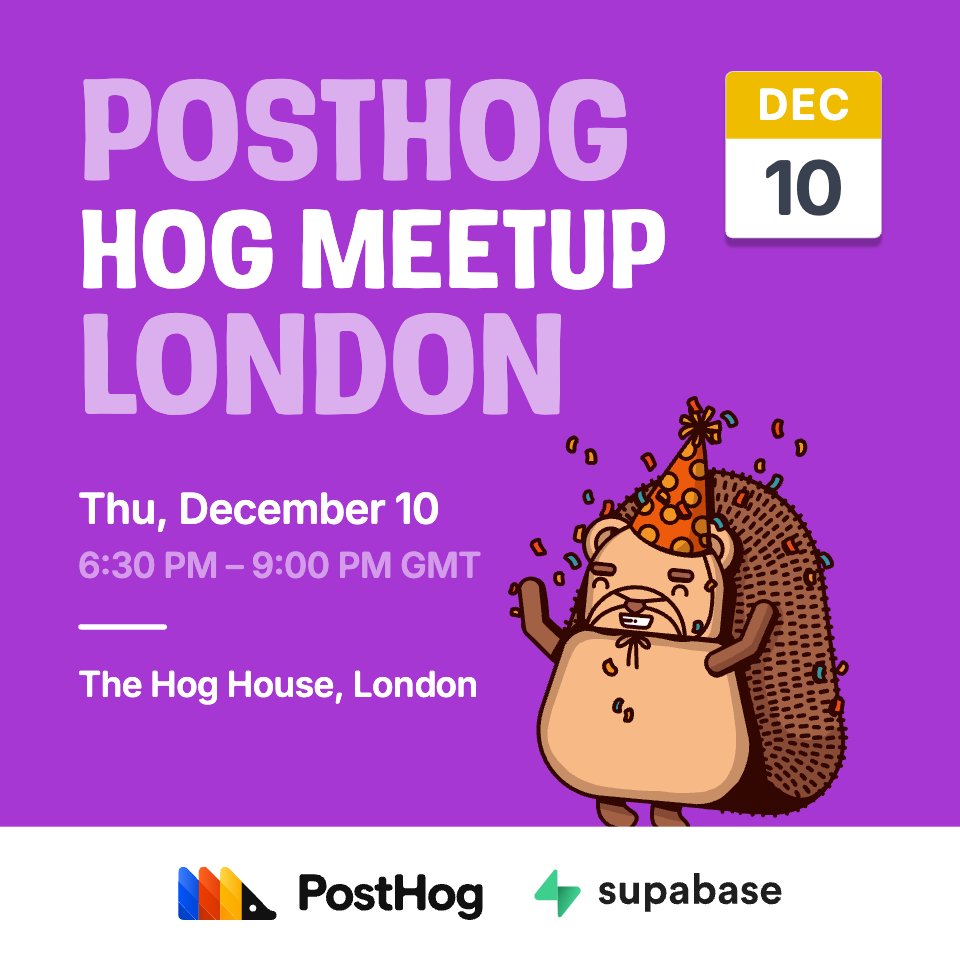 POSTHOG
HOG MEETUP
LONDON
DEC
10
Thu, December 10
6:30 PM – 9:00 PM GMT
The Hog House, London
PostHog
supabase